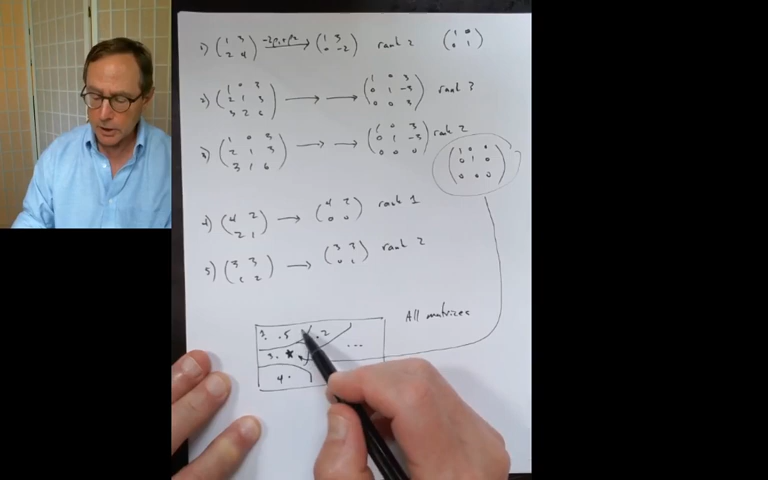 1) ( 1 3 -2ρ1+ρ2 ( 1 3 rank 2 ( 1 0
2 4 ) 0 -2 ) 0 1 )
2) ( 1 0 3 ( 1 0 3 rank 3
2 1 3 0 1 -3
3 2 6 ) 0 0 3 )
3) ( 1 0 3 ( 1 0 3 rank 2
2 1 3 0 1 -3 ( 1 0 0
3 1 6 ) 0 0 0 ) 0 1 0
0 0 0 )
4) ( 4 2 ( 4 2 rank 1
2 1 ) 0 0 )
5) ( 3 3 ( 3 3 rank 2
2 ) 0 )
All matrices
1. .5 .2
3. * ...
4.